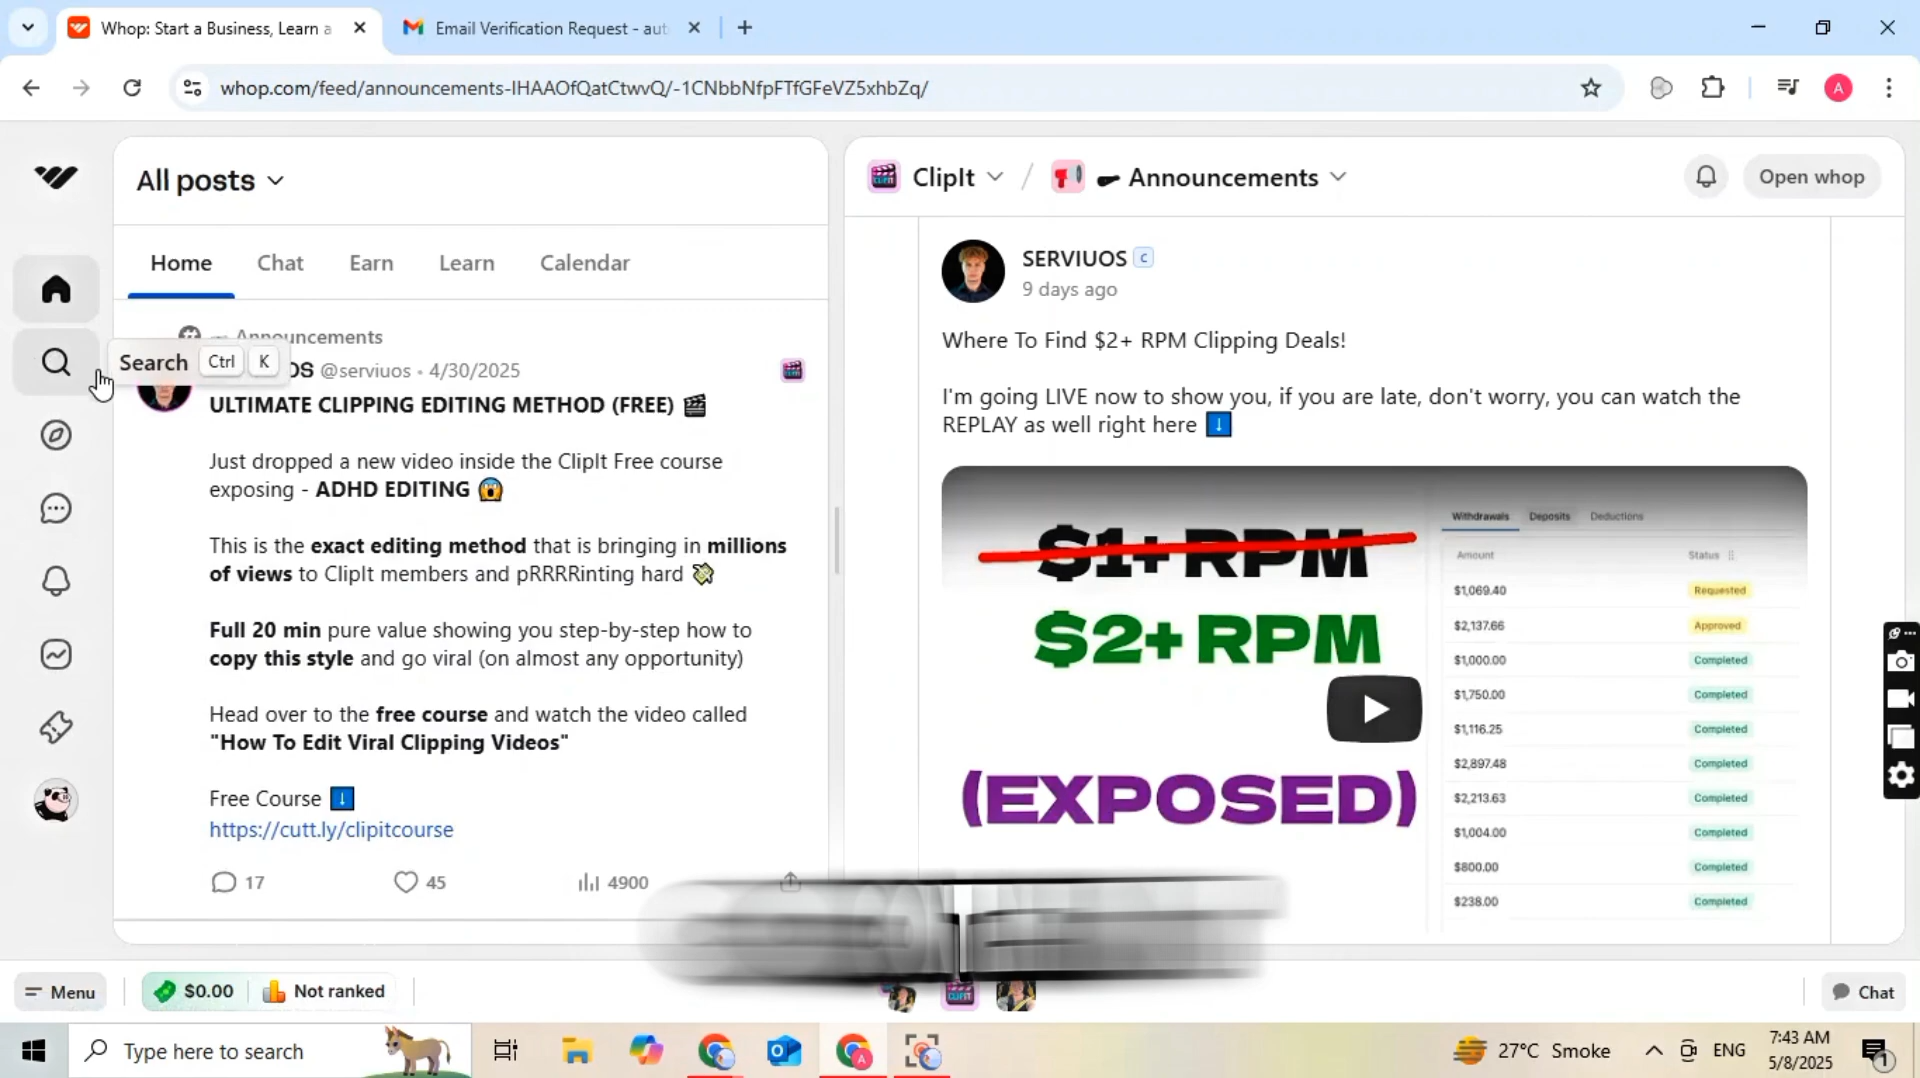 Whop: Start a Business, Learn a
Email Verification Request - aut
whop.com/feed/announcements-IHAAOfQatCtwvQ/-1CNbbNfpFTfGFeVZ5xhbZq/
A
All posts
Home
Chat
Earn
Learn
Calendar
Announcements
Search Ctrl K
OS @serviuos • 4/30/2025
ULTIMATE CLIPPING EDITING METHOD (FREE) 🎬
Just dropped a new video inside the ClipIt Free course
exposing - ADHD EDITING 😱
This is the exact editing method that is bringing in millions
of views to ClipIt members and pRRRRinting hard 💸
Full 20 min pure value showing you step-by-step how to
copy this style and go viral (on almost any opportunity)
Head over to the free course and watch the video called
"How To Edit Viral Clipping Videos"
Free Course ⬇️
https://cutt.ly/clipitcourse
17
45
4900
ClipIt / Announcements
Open whop
SERVIUOS C
9 days ago
Where To Find $2+ RPM Clipping Deals!
I'm going LIVE now to show you, if you are late, don't worry, you can watch the
REPLAY as well right here ⬇️
$1+ RPM
$2+ RPM
(EXPOSED)
Withdrawals Deposits Deductions
Amount Status
$1,069.40 Requested
$2,137.66 Approved
$1,000.00 Completed
$1,750.00 Completed
$1,116.25 Completed
$2,897.48 Completed
$2,213.63 Completed
$1,004.00 Completed
$800.00 Completed
$238.00 Completed
Menu
$0.00
Not ranked
CLIPIT
Chat
Type here to search
A
27°C Smoke
ENG
7:43 AM
5/8/2025
1